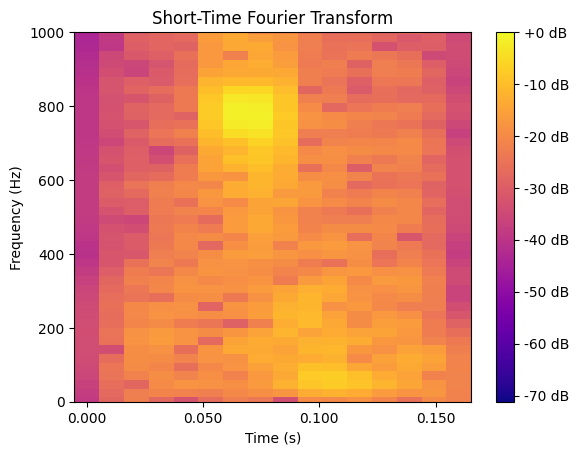 Short-Time Fourier Transform
1000
800
600
400
200
0
Frequency (Hz)
0.000
0.050
0.100
0.150
Time (s)
+0 dB
-10 dB
-20 dB
-30 dB
-40 dB
-50 dB
-60 dB
-70 dB